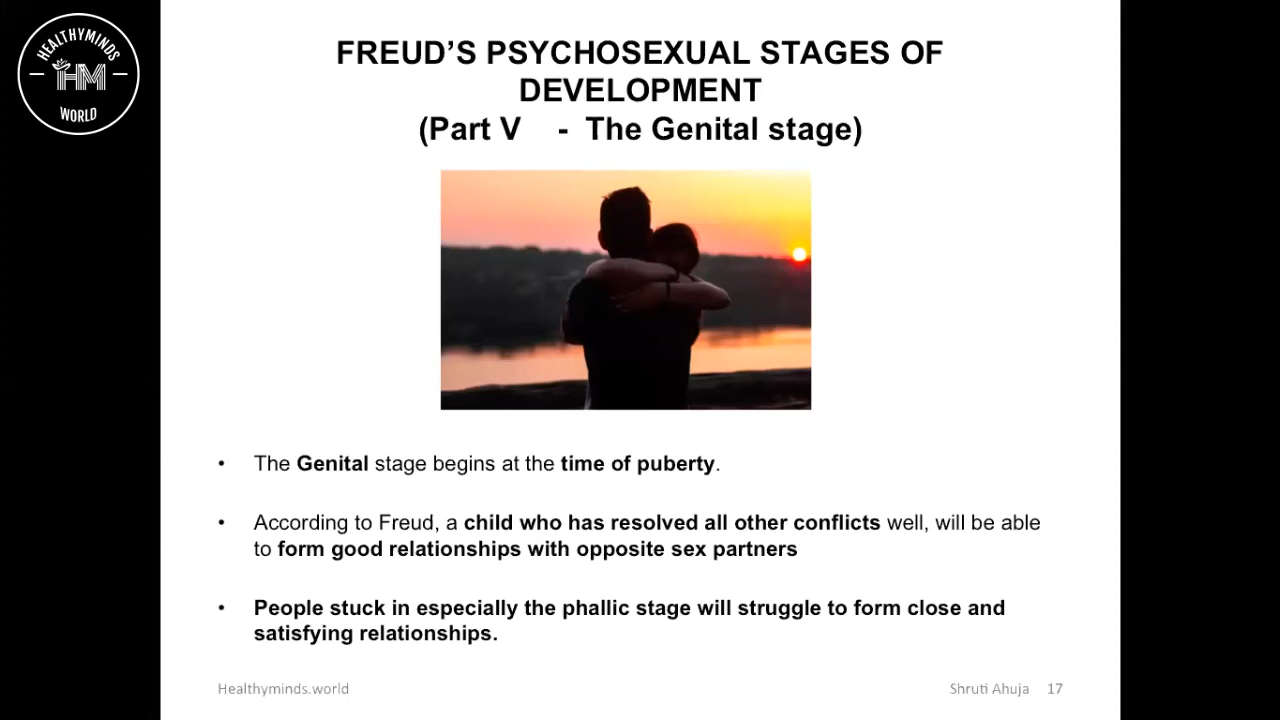 HEALTHYMINDS
HM
WORLD
FREUD’S PSYCHOSEXUAL STAGES OF
DEVELOPMENT
(Part V - The Genital stage)
• The Genital stage begins at the time of puberty.
• According to Freud, a child who has resolved all other conflicts well, will be able
to form good relationships with opposite sex partners
• People stuck in especially the phallic stage will struggle to form close and
satisfying relationships.
Healthyminds.world
Shruti Ahuja 17